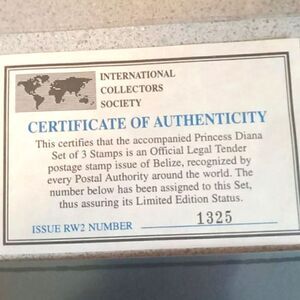 INTERNATIONAL
COLLECTORS
SOCIETY
CERTIFICATE OF AUTHENTICITY
This certifies that the accompanied Princess Diana
Set of 3 Stamps is an Official Legal Tender
postage stamp issue of Belize, recognized by
every Postal Authority around the world. The
number below has been assigned to this Set,
thus assuring its Limited Edition Status.
ISSUE RW2 NUMBER 1325